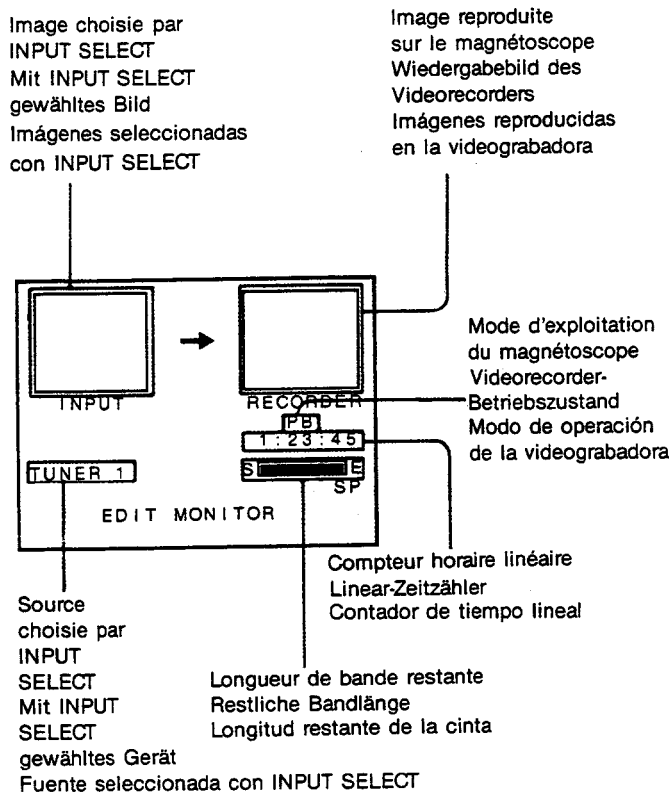 Image choisie par
INPUT SELECT
Mit INPUT SELECT
gewähltes Bild
Imágenes seleccionadas
con INPUT SELECT
Image reproduite
sur le magnétoscope
Wiedergabebild des
Videorecorders
Imágenes reproducidas
en la videograbadora
INPUT
RECORDER
PB
1:23:45
S E
SP
TUNER 1
EDIT MONITOR
Mode d'exploitation
du magnétoscope
Videorecorder-
Betriebszustand
Modo de operación
de la videograbadora
Compteur horaire linéaire
Linear-Zeitzähler
Contador de tiempo lineal
Source
choisie par
INPUT
SELECT
Mit INPUT
SELECT
gewähltes Gerät
Fuente seleccionada con INPUT SELECT
Longueur de bande restante
Restliche Bandlänge
Longitud restante de la cinta